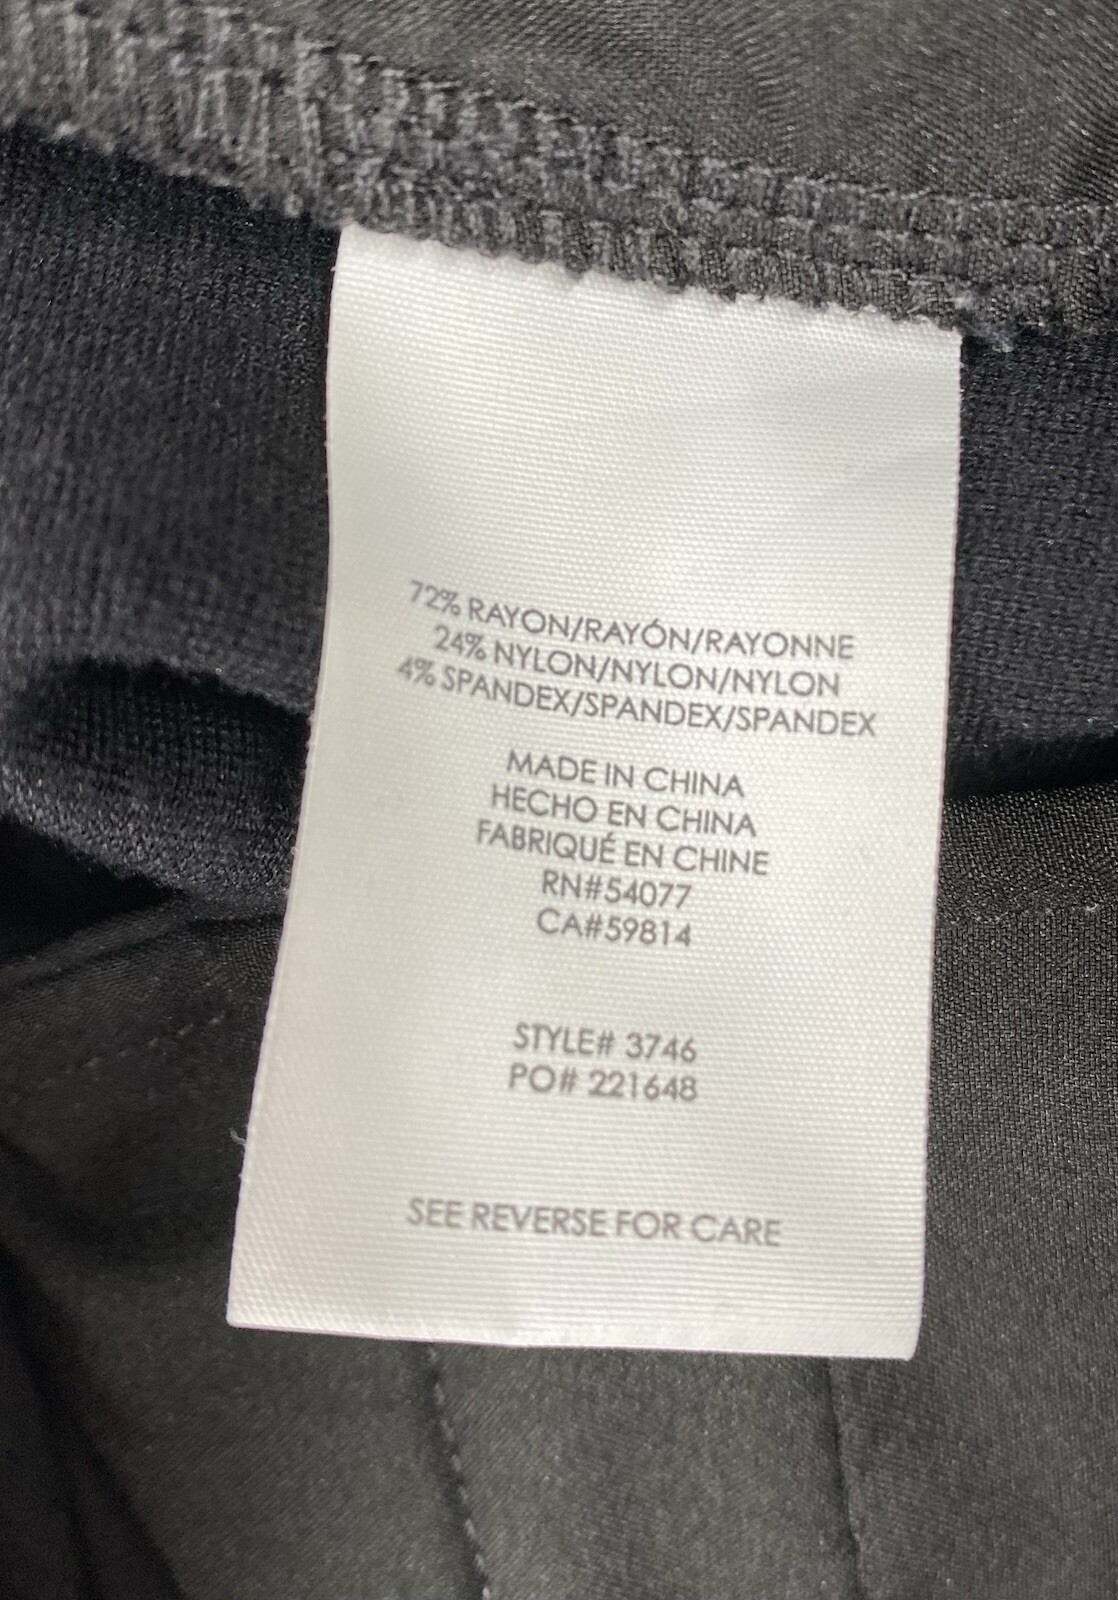 72% RAYON/RAYÓN/RAYONNE
24% NYLON/NYLON/NYLON
4% SPANDEX/SPANDEX/SPANDEX
MADE IN CHINA
HECHO EN CHINA
FABRIQUÉ EN CHINE
RN#54077
CA#59814
STYLE# 3746
PO# 221648
SEE REVERSE FOR CARE